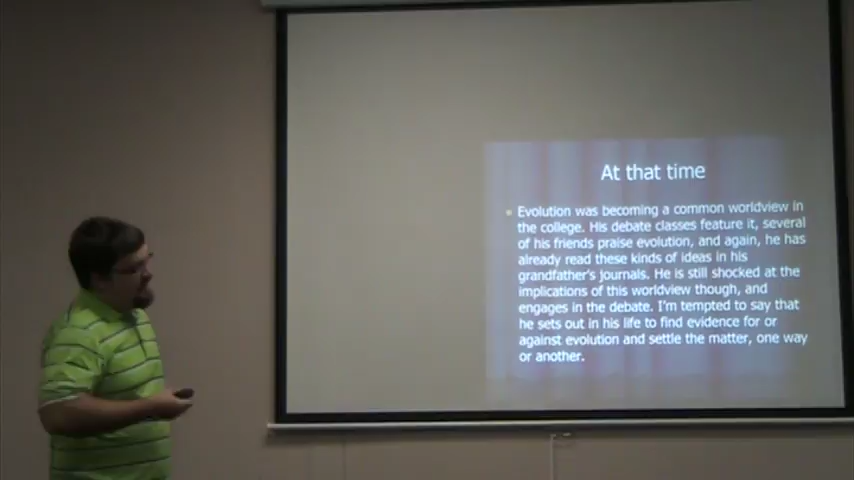 At that time
Evolution was becoming a common worldview in
the college. His debate classes feature it, several
of his friends praise evolution, and again, he has
already read these kinds of ideas in his
grandfather's journals. He is still shocked at the
implications of this worldview though, and
engages in the debate. I'm tempted to say that
he sets out in his life to find evidence for or
against evolution and settle the matter, one way
or another.